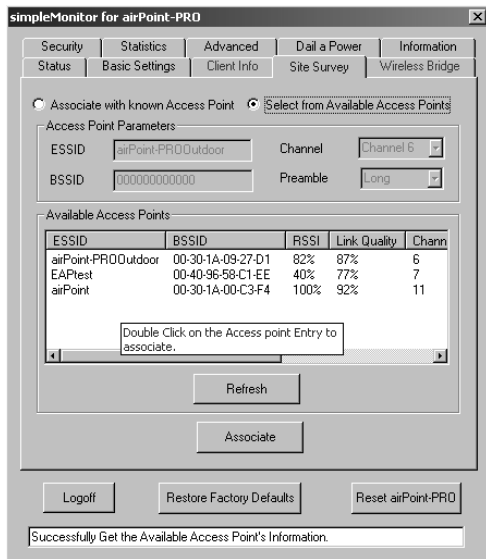 simpleMonitor for airPoint-PRO
Security Statistics Advanced Dail a Power Information
Status Basic Settings Client Info Site Survey Wireless Bridge
Associate with known Access Point Select from Available Access Points
Access Point Parameters
ESSID airPoint-PROOutdoor Channel Channel 6
BSSID 000000000000 Preamble Long
Available Access Points
ESSID BSSID RSSI Link Quality Chann
airPoint-PROOutdoor 00-30-1A-09-27-D1 82% 87% 6
EAPtest 00-40-96-58-C1-EE 40% 77% 7
airPoint 00-30-1A-00-C3-F4 100% 92% 11
Double Click on the Access point Entry to
associate.
Refresh
Associate
Logoff Restore Factory Defaults Reset airPoint-PRO
Successfully Get the Available Access Point's Information.